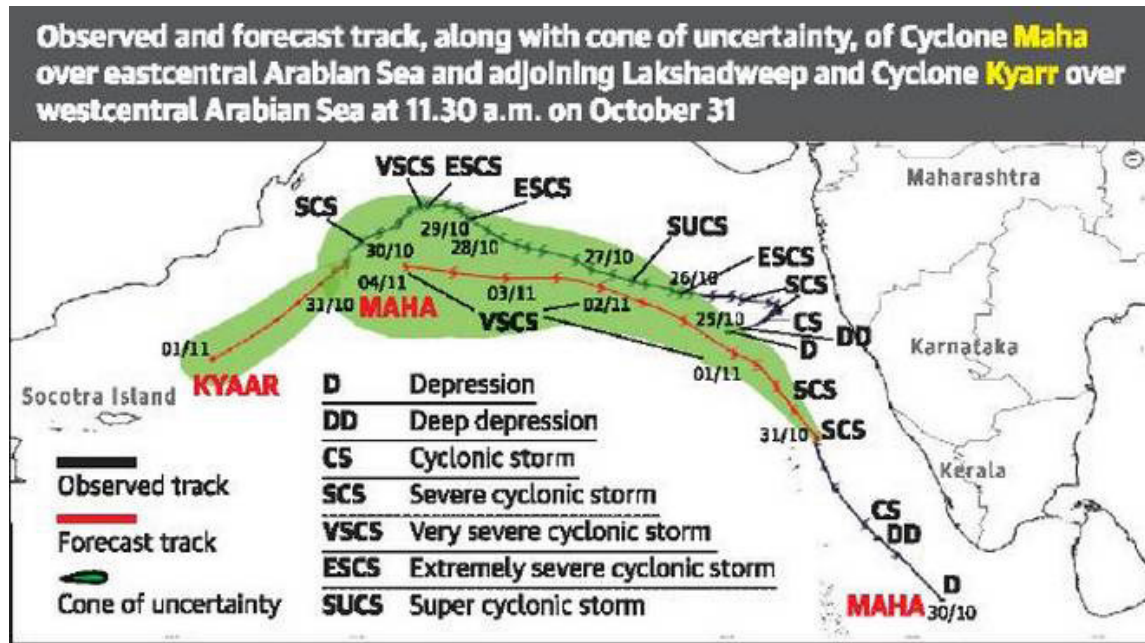 Observed and forecast track, along with cone of uncertainty, of Cyclone Maha
over eastcentral Arabian Sea and adjoining Lakshadweep and Cyclone Kyarr over
westcentral Arabian Sea at 11.30 a.m. on October 31
VSCS ESCS
ESCS
SCS
Maharashtra
29/10
28/10
30/10
27/10
SUCS
26/10
ESCS
SCS
04/11
31/10
MAHA
03/11
VSCS
02/11
25/10
CS
DD
D
Karnataka
01/11
KYAAR
01/11
SCS
31/10
SCS
Socotra Island
Kerala
D Depression
DD Deep depression
CS Cyclonic storm
SCS Severe cyclonic storm
VSCS Very severe cyclonic storm
ESCS Extremely severe cyclonic storm
SUCS Super cyclonic storm
Observed track
Forecast track
Cone of uncertainty
CS
DD
D
MAHA
30/10